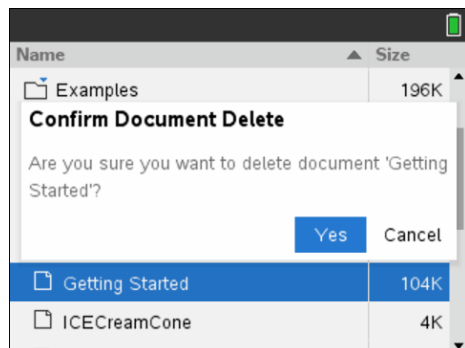 Name Size
Examples 196K
Confirm Document Delete
Are you sure you want to delete document 'Getting
Started'?
Yes Cancel
Getting Started 104K
ICECreamCone 4K